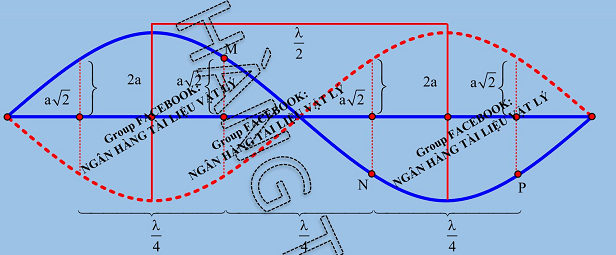 λ/2
M
a√2
2a
a√2
a√2
2a
a√2
Group FACEBOOK:
NGÂN HÀNG TÀI LIỆU VẬT LÝ
Group FACEBOOK:
NGÂN HÀNG TÀI LIỆU VẬT LÝ
Group FACEBOOK:
NGÂN HÀNG TÀI LIỆU VẬT LÝ
N
P
λ/4
λ/2
λ/4